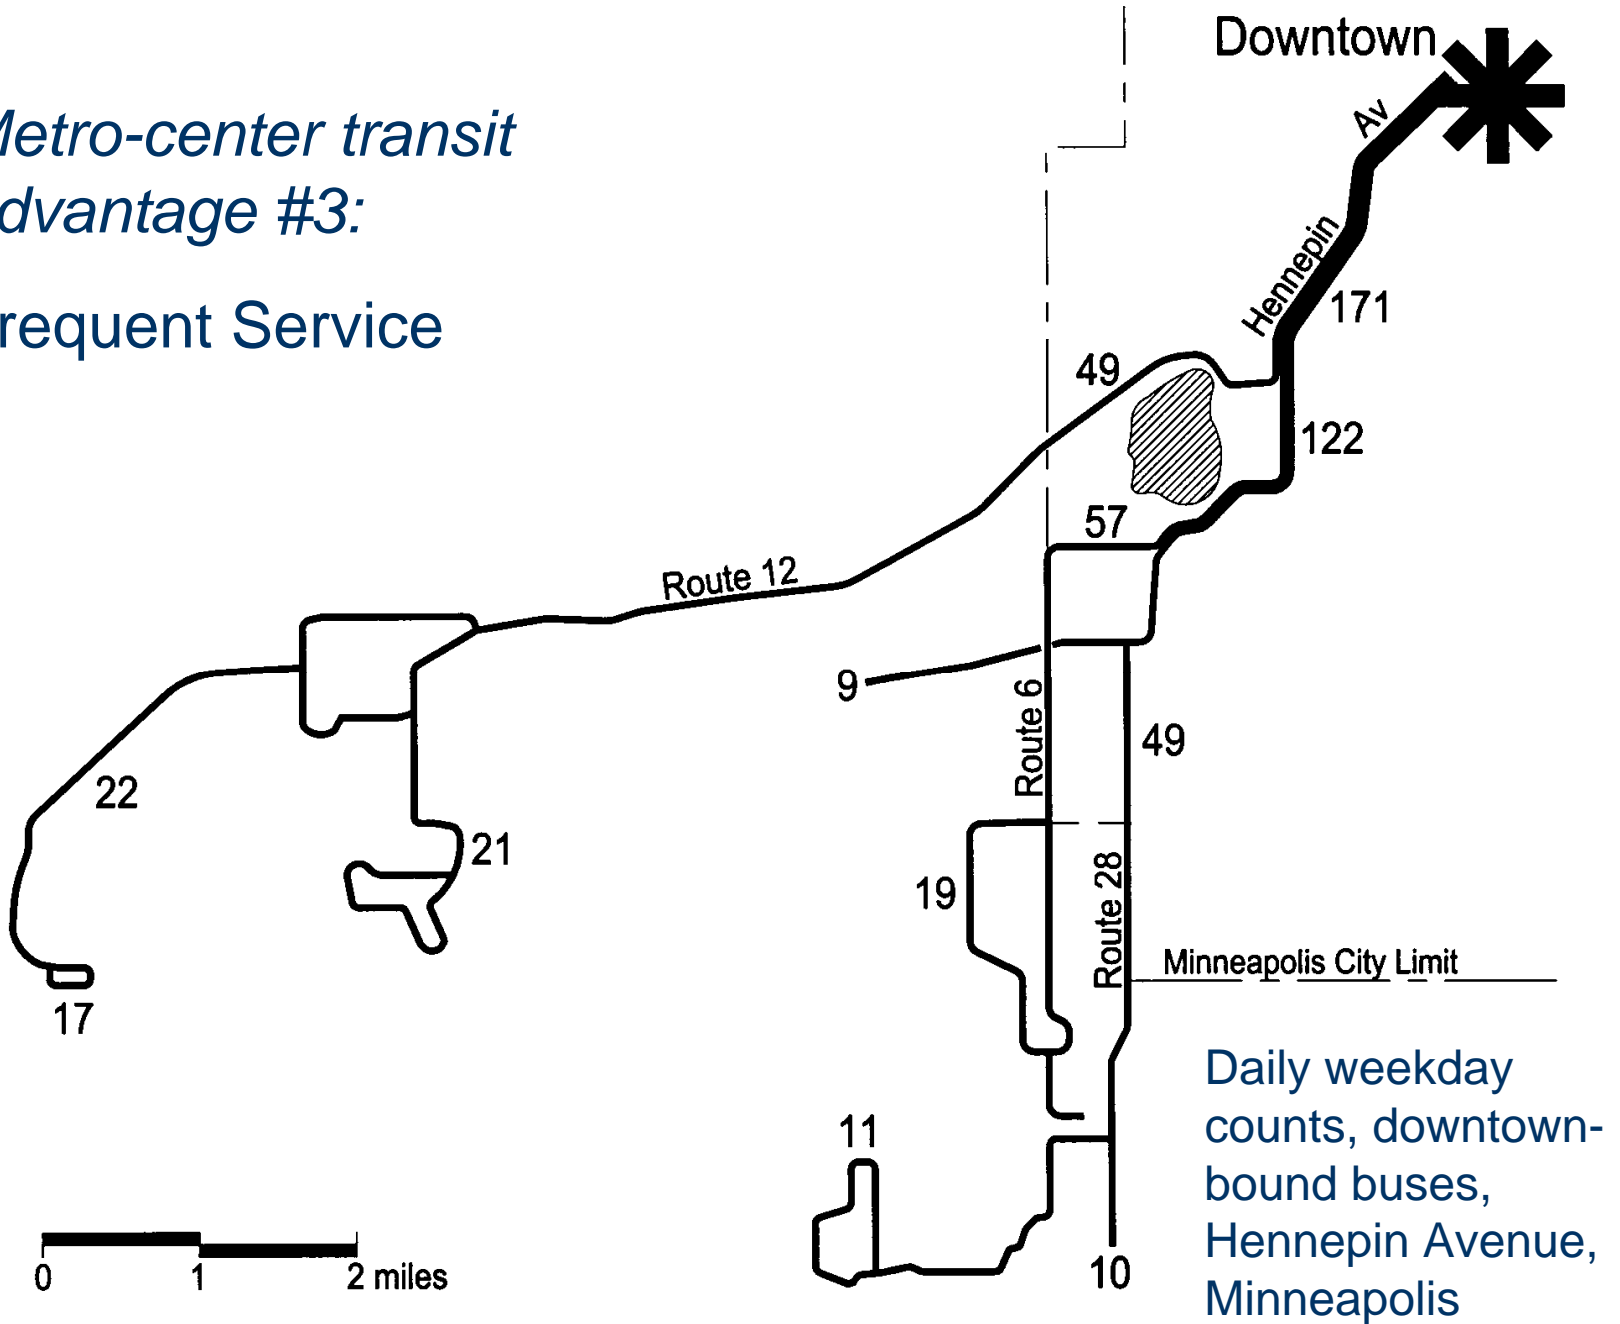 Metro-center transit
dvantage #3:
requent Service
Downtown
Av
Hennepin
171
49
122
57
Route 12
9
Route 6
49
22
21
19
Route 28
Minneapolis City Limit
17
11
10
0 1 2 miles
Daily weekday
counts, downtown-
bound buses,
Hennepin Avenue,
Minneapolis